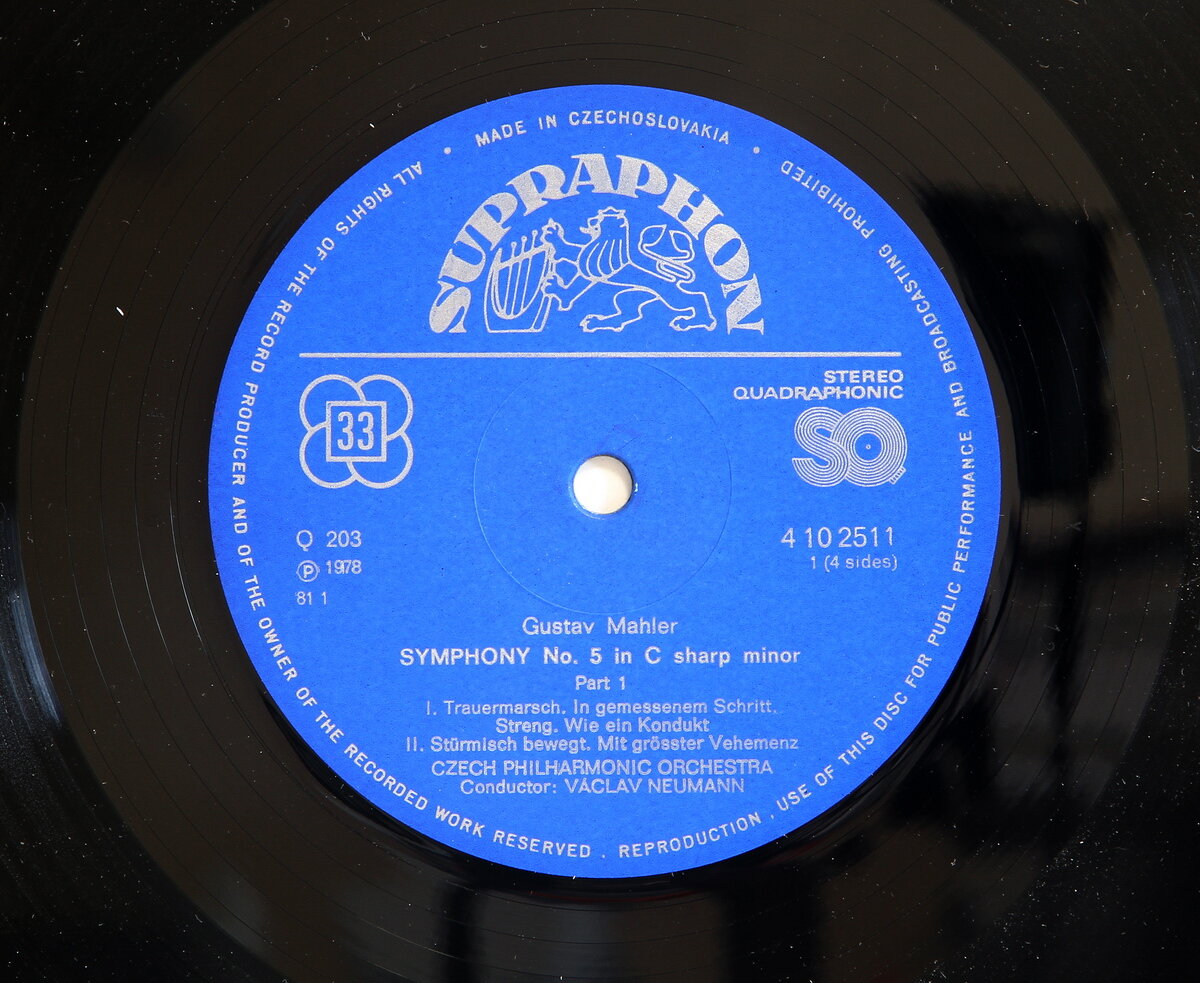 MADE IN CZECHOSLOVAKIA
ALL RIGHTS OF THE RECORD PRODUCER AND OF THE OWNER OF THE RECORDED WORK RESERVED . REPRODUCTION , USE OF THIS DISC FOR PUBLIC PERFORMANCE AND BROADCASTING PROHIBITED
SUPRAPHON
STEREO
QUADRAPHONIC
33
SQ
Q 203
4 10 2511
Ⓟ 1978
1 (4 sides)
81 1
Gustav Mahler
SYMPHONY No. 5 in C sharp minor
Part 1
I. Trauermarsch. In gemessenem Schritt.
Streng. Wie ein Kondukt
II. Stürmisch bewegt. Mit grösster Vehemenz
CZECH PHILHARMONIC ORCHESTRA
Conductor: VÁCLAV NEUMANN